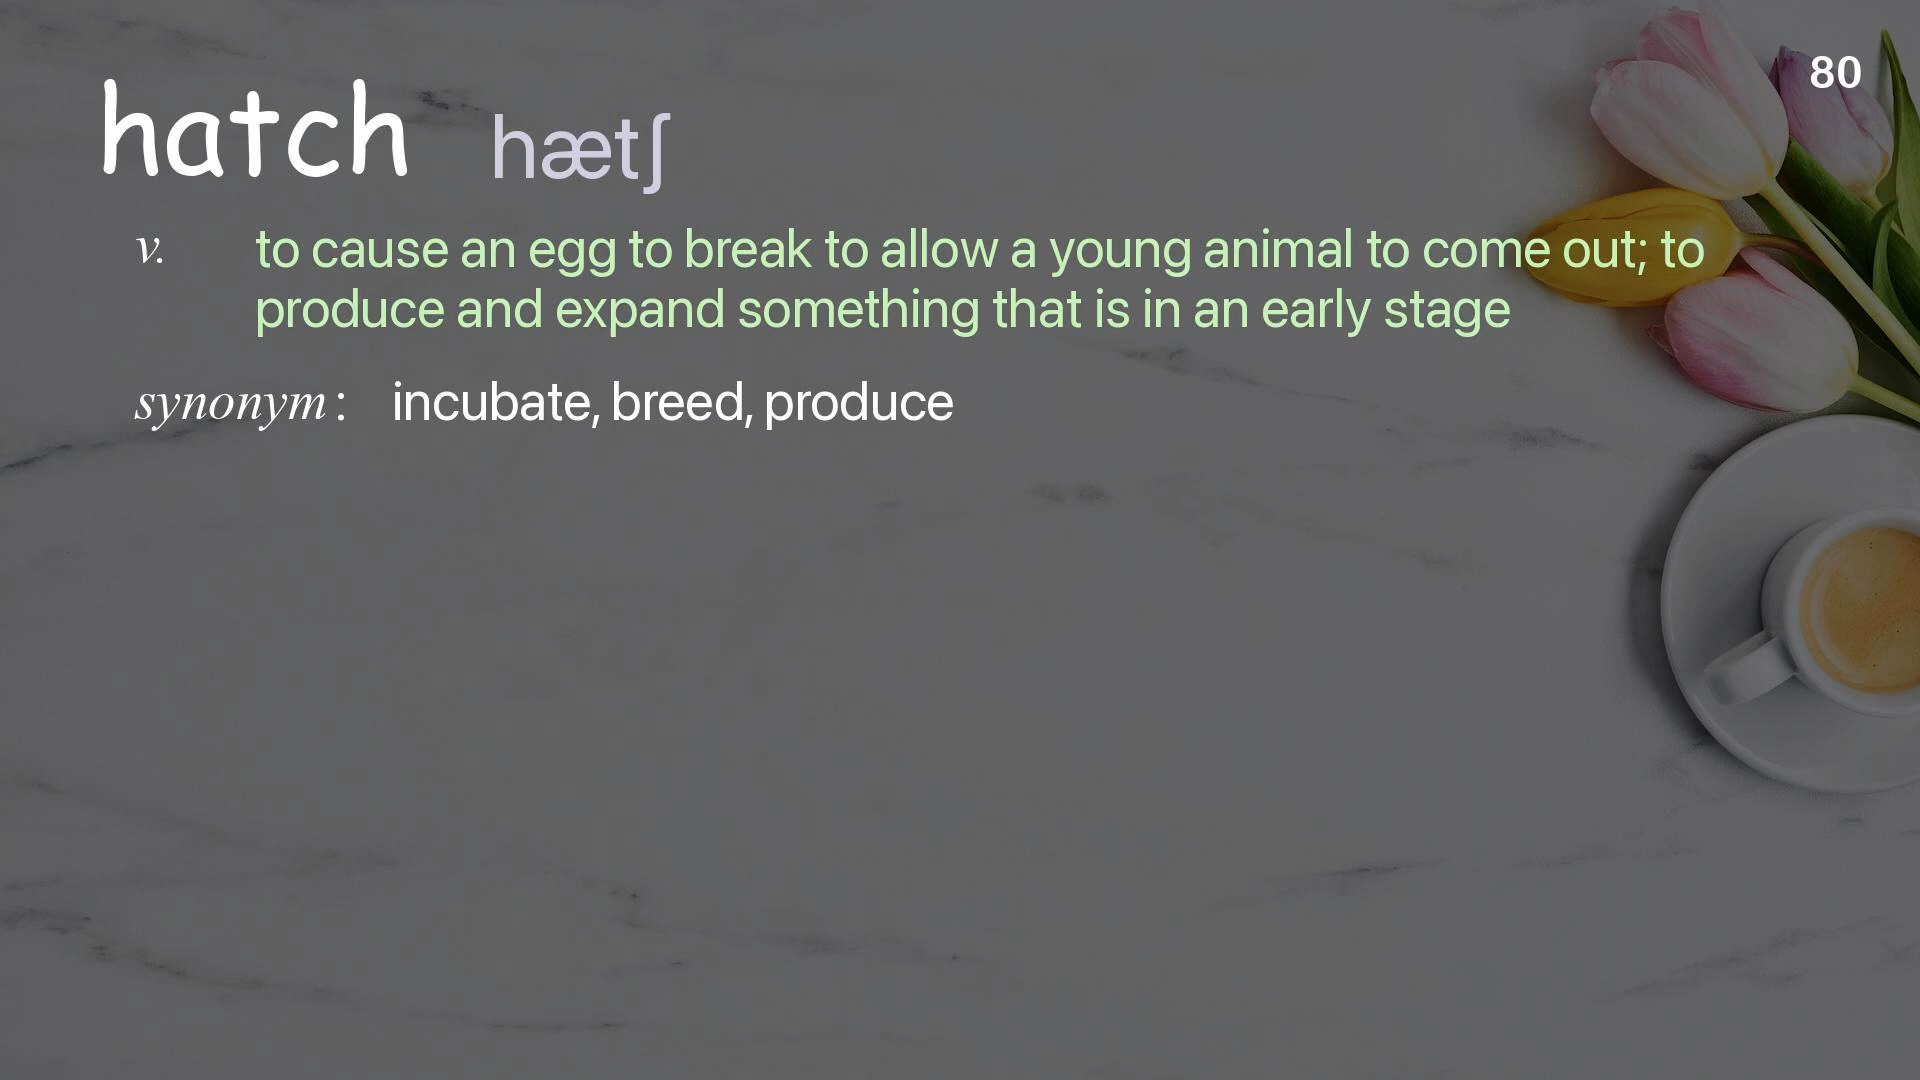 80
hatch hætʃ
v. to cause an egg to break to allow a young animal to come out; to
produce and expand something that is in an early stage
synonym: incubate, breed, produce